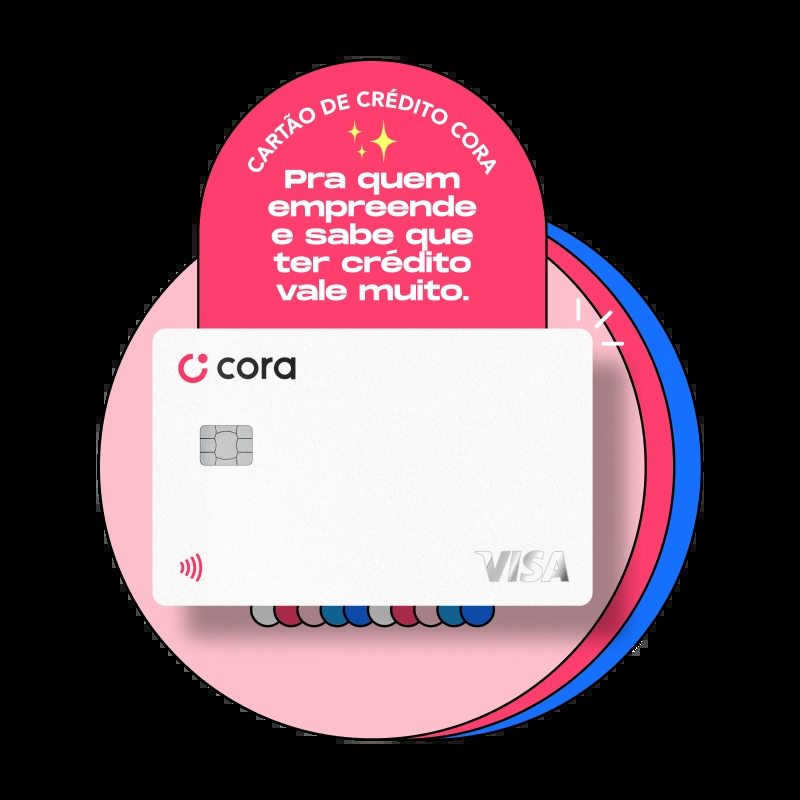 CARTÃO DE CRÉDITO CORA
Pra quem
empreende
e sabe que
ter crédito
vale muito.
cora
VISA